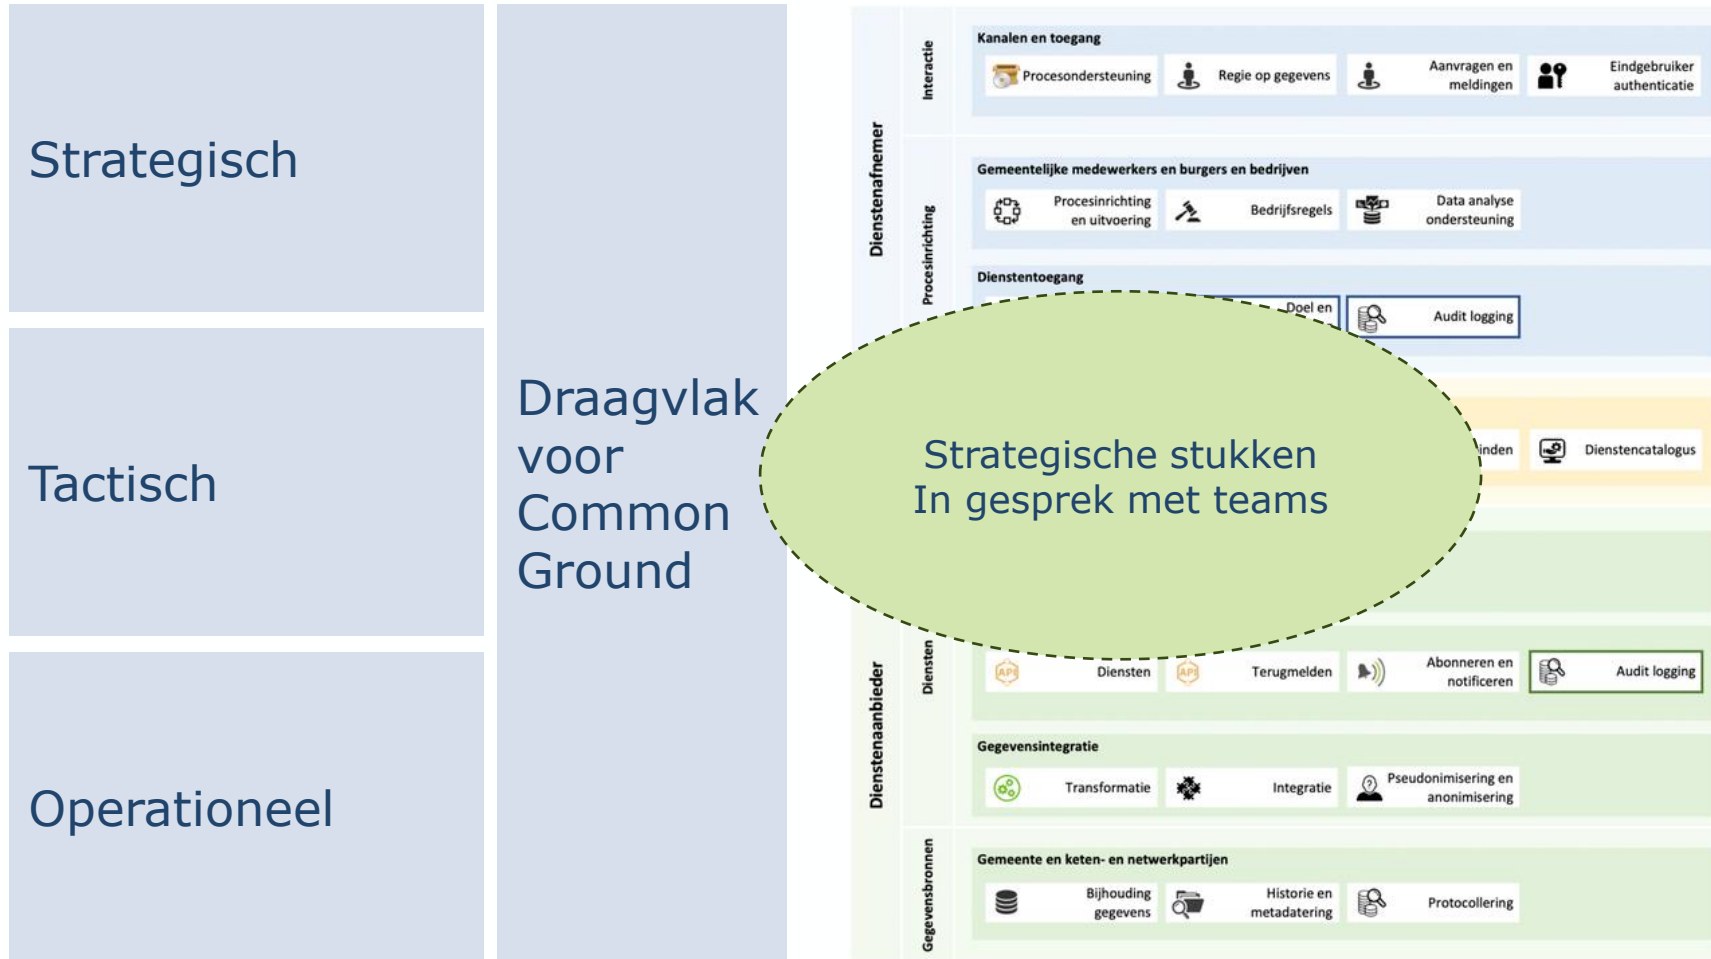 Strategisch
Tactisch
Operationeel
Draagvlak
voor
Common
Ground
Strategische stukken
In gesprek met teams
Dienstenafnemer
Interactie
Kanalen en toegang
Procesondersteuning
Regie op gegevens
Aanvragen en
meldingen
Eindgebruiker
authenticatie
Procesinrichting
Gemeentelijke medewerkers en burgers en bedrijven
Procesinrichting
en uitvoering
Bedrijfsregels
Data analyse
ondersteuning
Dienstentoegang
Doel en
Audit logging
inden
Dienstencatalogus
Dienstenaanbieder
Diensten
Diensten
Terugmelden
Abonneren en
notificeren
Audit logging
Gegevensintegratie
Transformatie
Integratie
Pseudonimisering en
anonimisering
Gegevensbronnen
Gemeente en keten- en netwerkpartijen
Bijhouding
gegevens
Historie en
metadatering
Protocollering